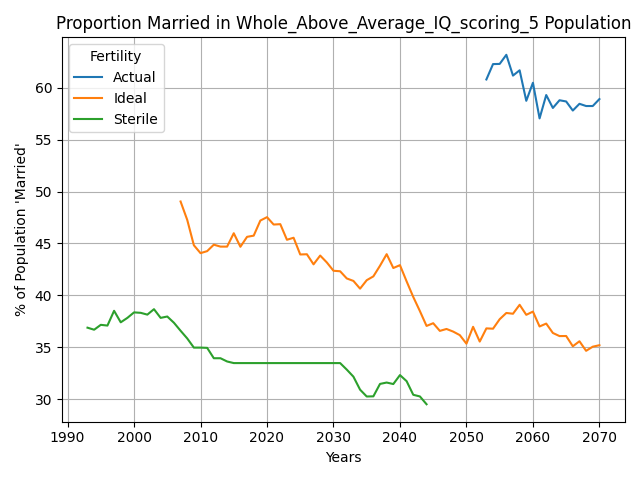 Proportion Married in Whole_Above_Average_IQ_scoring_5 Population
Fertility
Actual
Ideal
Sterile
% of Population 'Married'
60
55
50
45
40
35
30
1990
2000
2010
2020
2030
2040
2050
2060
2070
Years